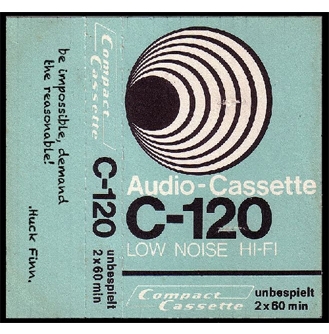 be impossible, demand
the reasonable!
.Huck Finn.
Compact
Cassette
C-120
unbespielt
2x60 min
Audio-Cassette
C-120
LOW NOISE HI-FI
Compact
Cassette
unbespielt
2x60 min